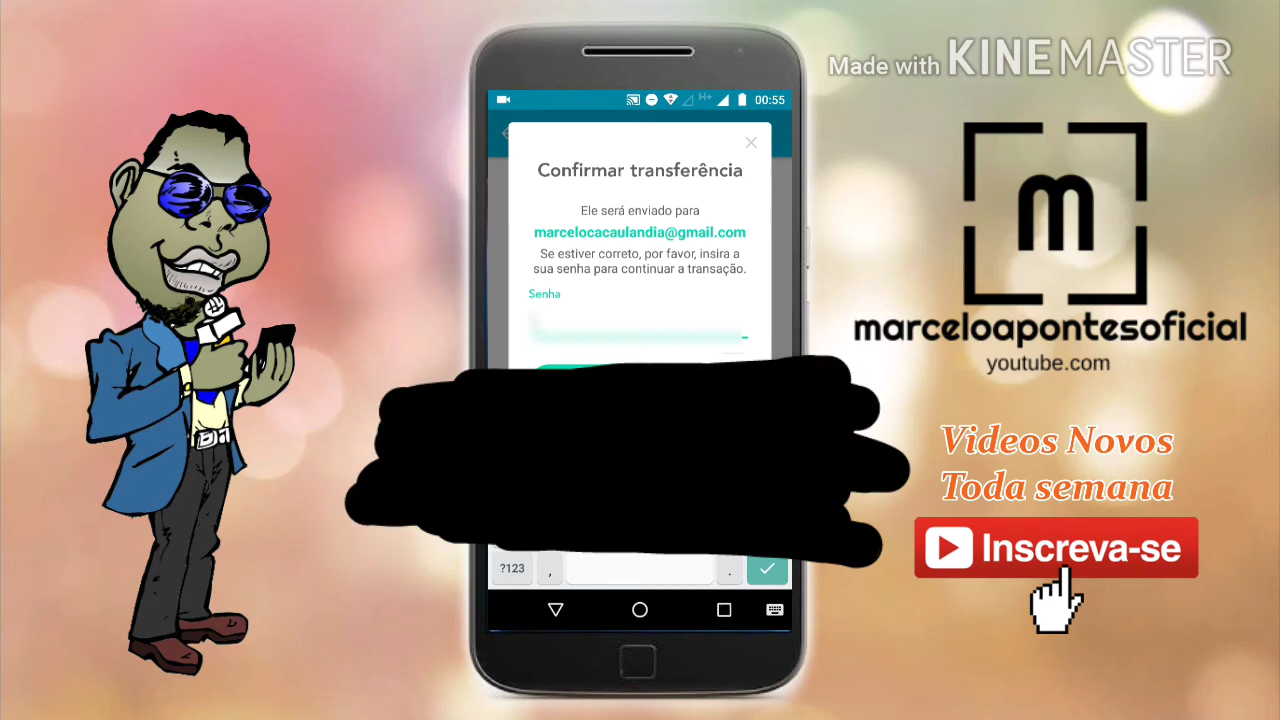 Made with KINEMASTER
H+ 00:55
Confirmar transferência
Ele será enviado para
marcelocacaulandia@gmail.com
Se estiver correto, por favor, insira a
sua senha para continuar a transação.
Senha
?123 , .
m
marceloapontesoficial
youtube.com
Videos Novos
Toda semana
Inscreva-se